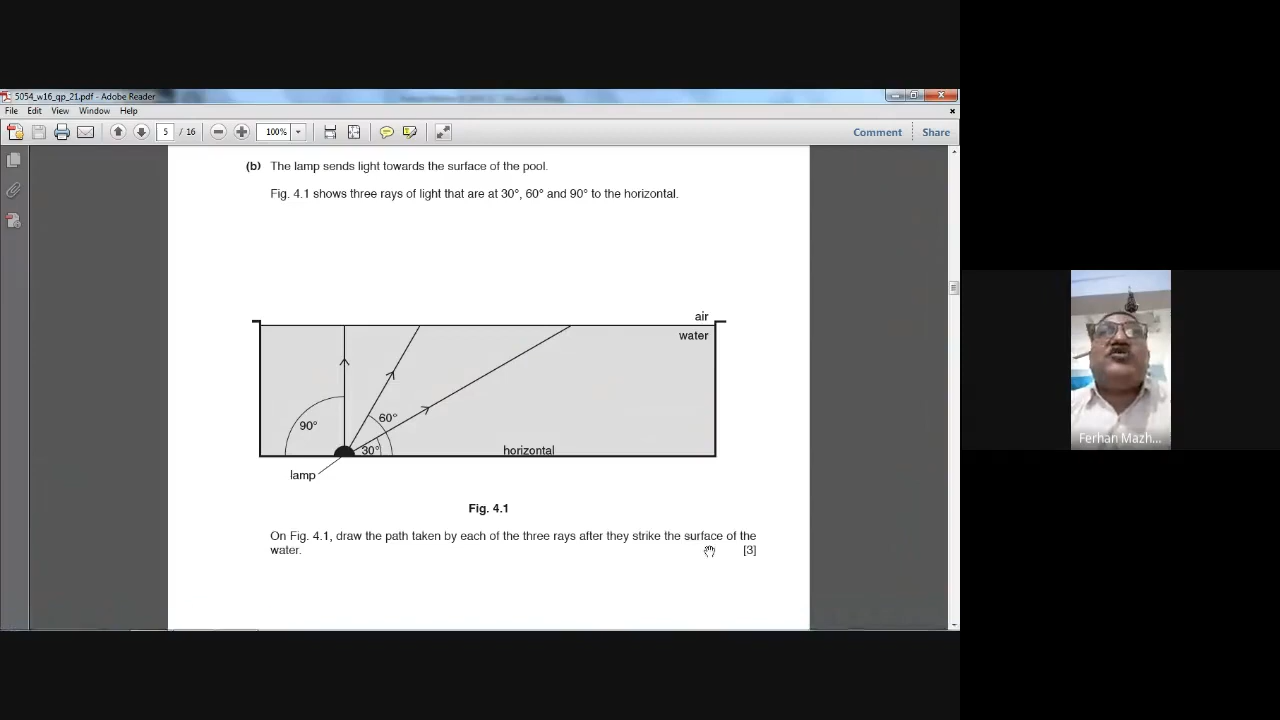 5054_w16_qp_21.pdf - Adobe Reader
File Edit View Window Help
5 / 16 100% Comment Share
(b) The lamp sends light towards the surface of the pool.
Fig. 4.1 shows three rays of light that are at 30°, 60° and 90° to the horizontal.
air
water
90°
60°
30°
horizontal
lamp
Fig. 4.1
On Fig. 4.1, draw the path taken by each of the three rays after they strike the surface of the
water. [3]
Ferhan Mazh...